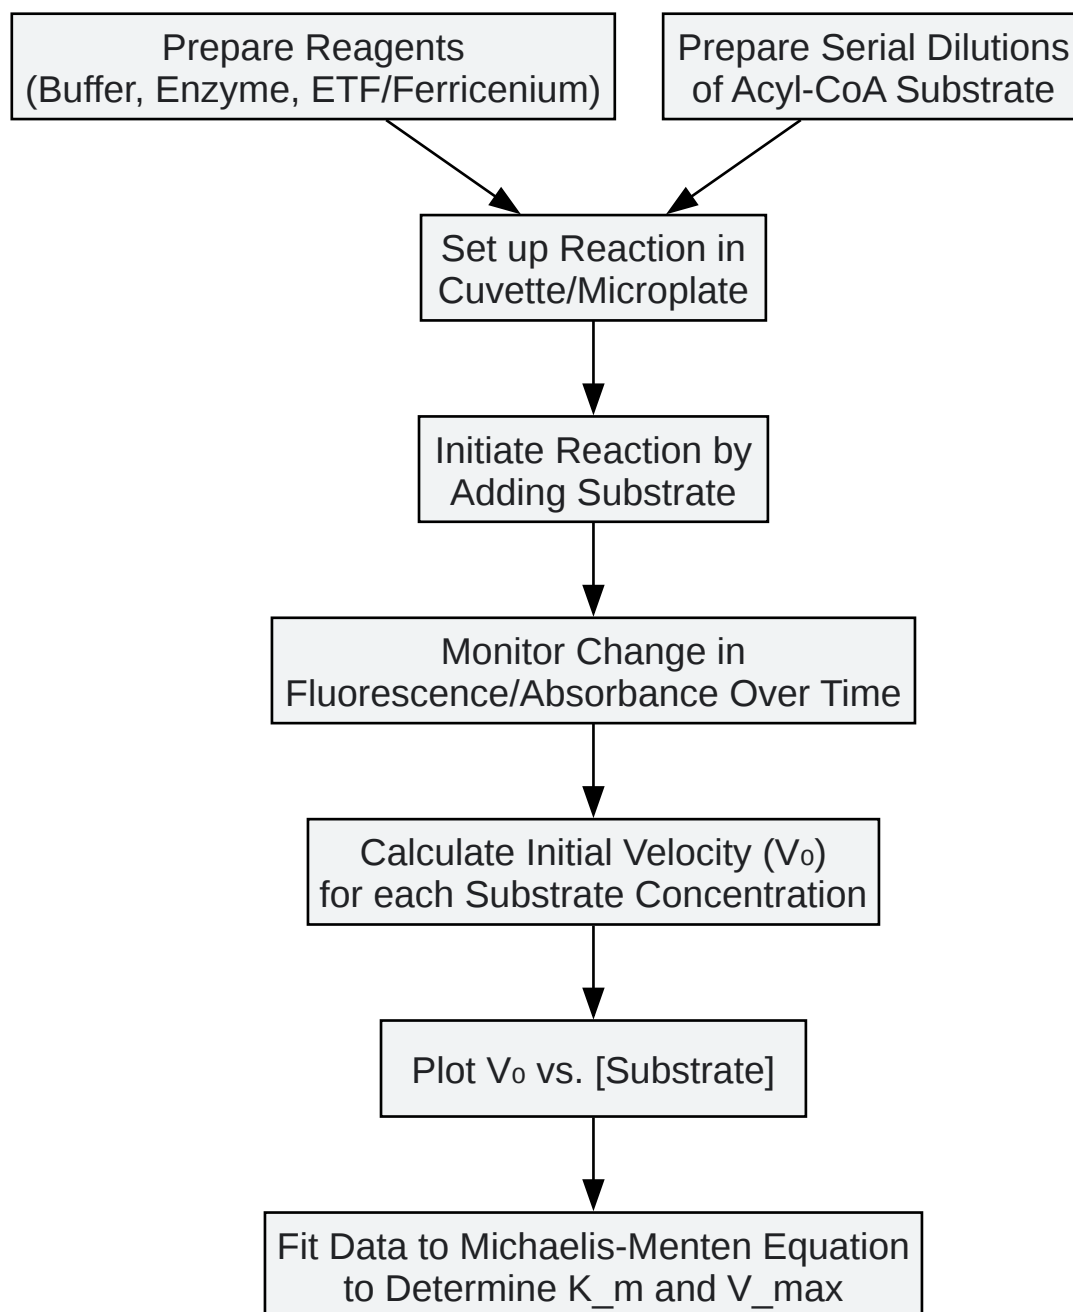 Prepare Reagents
(Buffer, Enzyme, ETF/Ferricenium)
Prepare Serial Dilutions
of Acyl-CoA Substrate
Set up Reaction in
Cuvette/Microplate
Initiate Reaction by
Adding Substrate
Monitor Change in
Fluorescence/Absorbance Over Time
Calculate Initial Velocity (V₀)
for each Substrate Concentration
Plot V₀ vs. [Substrate]
Fit Data to Michaelis-Menten Equation
to Determine K_m and V_max